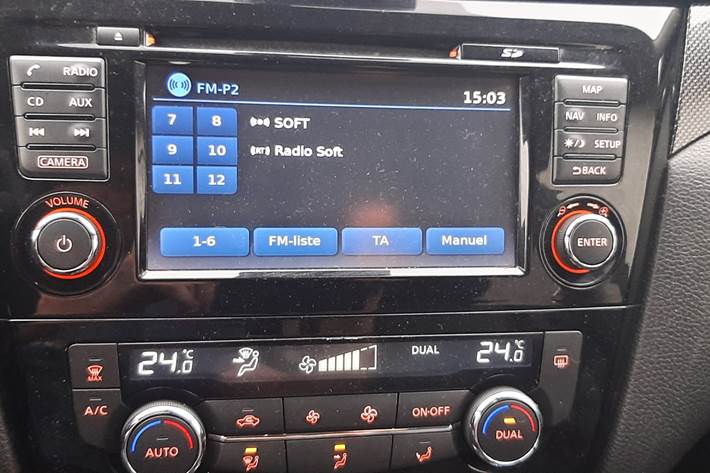 SD
RADIO
CD AUX
CAMERA
VOLUME
FM-P2
15:03
7 8 SOFT
9 10 Radio Soft
11 12
1-6 FM-liste TA Manuel
MAP
NAV INFO
SETUP
BACK
ENTER
24.0°C
DUAL
24.0°C
MAX
A/C
ON·OFF
AUTO
DUAL